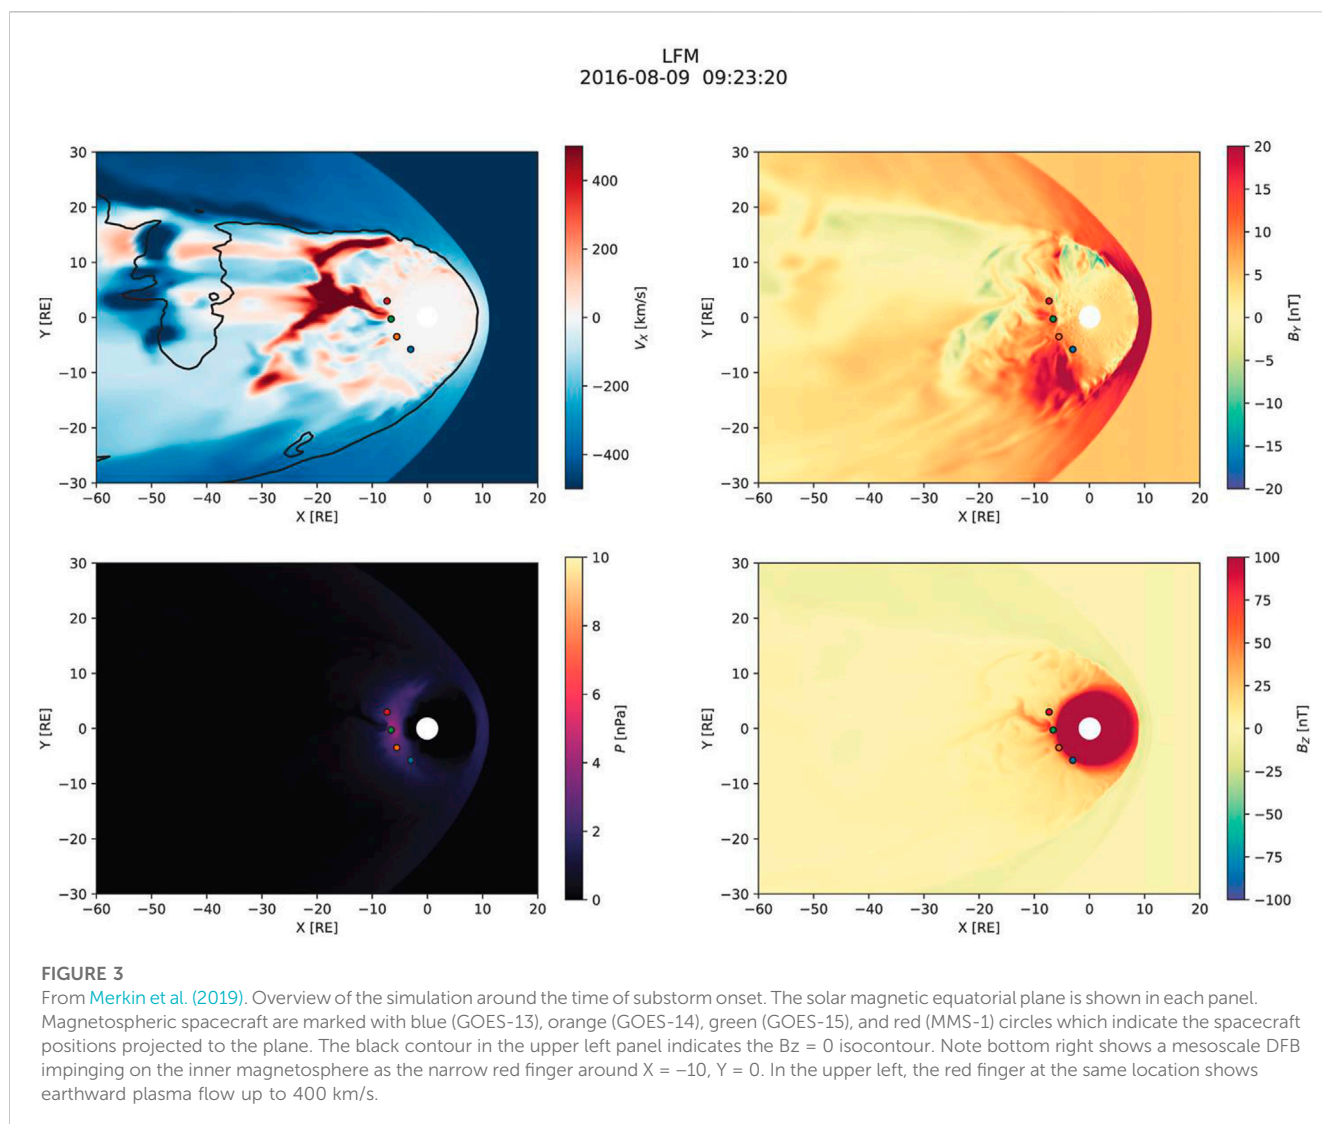 LFM
2016-08-09 09:23:20
30
20
10
0
−10
−20
−30
Y [RE]
−60 −50 −40 −30 −20 −10 0 10 20
X [RE]
400
200
0
−200
−400
VX [km/s]
30
20
10
0
−10
−20
−30
Y [RE]
−60 −50 −40 −30 −20 −10 0 10 20
X [RE]
20
15
10
5
0
−5
−10
−15
−20
BY [nT]
30
20
10
0
−10
−20
−30
Y [RE]
−60 −50 −40 −30 −20 −10 0 10 20
X [RE]
10
8
6
4
2
0
P [nPa]
30
20
10
0
−10
−20
−30
Y [RE]
−60 −50 −40 −30 −20 −10 0 10 20
X [RE]
100
75
50
25
0
−25
−50
−75
−100
BZ [nT]
FIGURE 3
From Merkin et al. (2019). Overview of the simulation around the time of substorm onset. The solar magnetic equatorial plane is shown in each panel.
Magnetospheric spacecraft are marked with blue (GOES-13), orange (GOES-14), green (GOES-15), and red (MMS-1) circles which indicate the spacecraft
positions projected to the plane. The black contour in the upper left panel indicates the Bz = 0 isocontour. Note bottom right shows a mesoscale DFB
impinging on the inner magnetosphere as the narrow red finger around X = −10, Y = 0. In the upper left, the red finger at the same location shows
earthward plasma flow up to 400 km/s.